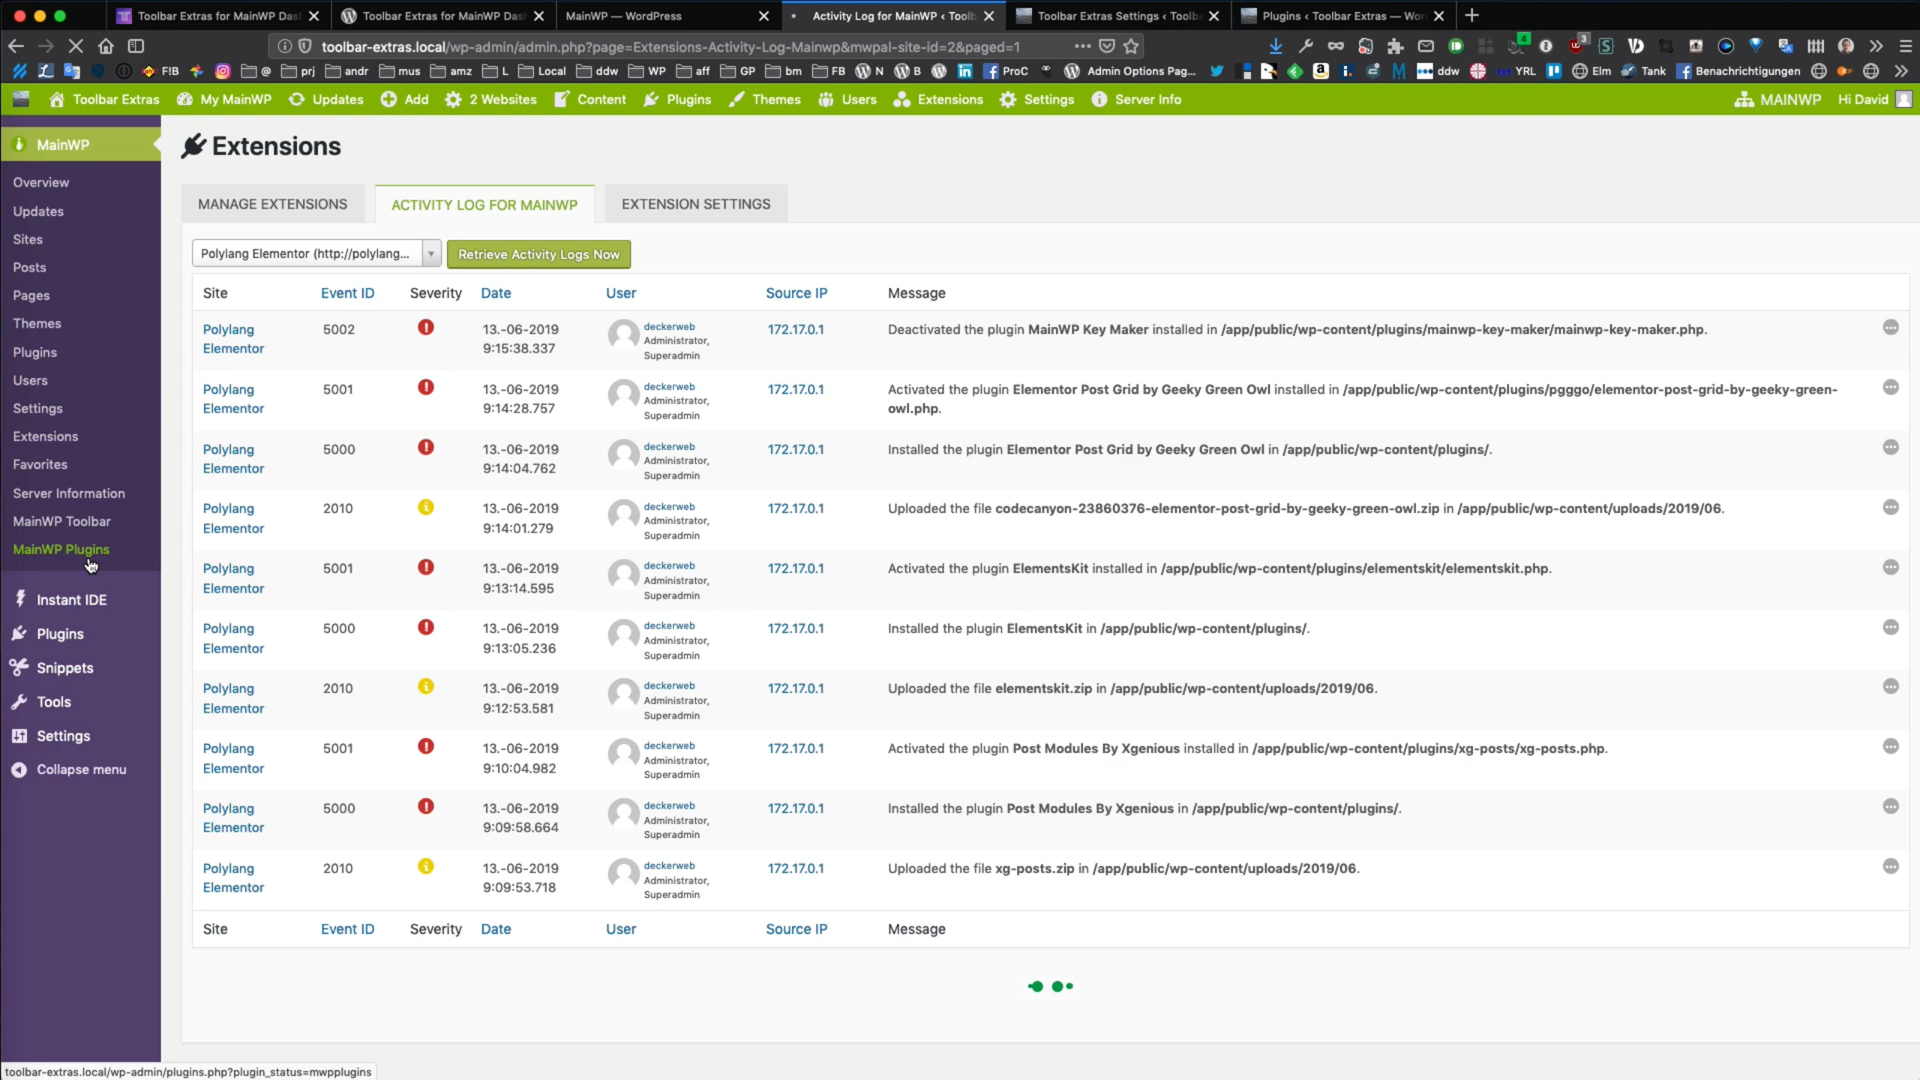 Toolbar Extras for MainWP Das
Toolbar Extras for MainWP Das
MainWP — WordPress
Activity Log for MainWP ‹ Toolb
Toolbar Extras Settings ‹ Toolb
Plugins ‹ Toolbar Extras — Wor
toolbar-extras.local/wp-admin/admin.php?page=Extensions-Activity-Log-Mainwp&mwpal-site-id=2&paged=1
F!B @ prj andr mus amz L Local ddw WP aff GP bm FB N B ProC Admin Options Pag... ddw YRL Elm Tank Benachrichtigungen
Toolbar Extras My MainWP Updates Add 2 Websites Content Plugins Themes Users Extensions Settings Server Info MAINWP Hi David
MainWP
Overview
Updates
Sites
Posts
Pages
Themes
Plugins
Users
Settings
Extensions
Favorites
Server Information
MainWP Toolbar
MainWP Plugins
Instant IDE
Plugins
Snippets
Tools
Settings
Collapse menu
Extensions
MANAGE EXTENSIONS ACTIVITY LOG FOR MAINWP EXTENSION SETTINGS
Polylang Elementor (http://polylang... Retrieve Activity Logs Now
Site Event ID Severity Date User Source IP Message
Polylang Elementor 5002 13.-06-2019 9:15:38.337 deckerweb Administrator, Superadmin 172.17.0.1 Deactivated the plugin MainWP Key Maker installed in /app/public/wp-content/plugins/mainwp-key-maker/mainwp-key-maker.php.
Polylang Elementor 5001 13.-06-2019 9:14:28.757 deckerweb Administrator, Superadmin 172.17.0.1 Activated the plugin Elementor Post Grid by Geeky Green Owl installed in /app/public/wp-content/plugins/pgggo/elementor-post-grid-by-geeky-green-owl.php.
Polylang Elementor 5000 13.-06-2019 9:14:04.762 deckerweb Administrator, Superadmin 172.17.0.1 Installed the plugin Elementor Post Grid by Geeky Green Owl in /app/public/wp-content/plugins/.
Polylang Elementor 2010 13.-06-2019 9:14:01.279 deckerweb Administrator, Superadmin 172.17.0.1 Uploaded the file codecanyon-23860376-elementor-post-grid-by-geeky-green-owl.zip in /app/public/wp-content/uploads/2019/06.
Polylang Elementor 5001 13.-06-2019 9:13:14.595 deckerweb Administrator, Superadmin 172.17.0.1 Activated the plugin ElementsKit installed in /app/public/wp-content/plugins/elementskit/elementskit.php.
Polylang Elementor 5000 13.-06-2019 9:13:05.236 deckerweb Administrator, Superadmin 172.17.0.1 Installed the plugin ElementsKit in /app/public/wp-content/plugins/.
Polylang Elementor 2010 13.-06-2019 9:12:53.581 deckerweb Administrator, Superadmin 172.17.0.1 Uploaded the file elementskit.zip in /app/public/wp-content/uploads/2019/06.
Polylang Elementor 5001 13.-06-2019 9:10:04.982 deckerweb Administrator, Superadmin 172.17.0.1 Activated the plugin Post Modules By Xgenious installed in /app/public/wp-content/plugins/xg-posts/xg-posts.php.
Polylang Elementor 5000 13.-06-2019 9:09:58.664 deckerweb Administrator, Superadmin 172.17.0.1 Installed the plugin Post Modules By Xgenious in /app/public/wp-content/plugins/.
Polylang Elementor 2010 13.-06-2019 9:09:53.718 deckerweb Administrator, Superadmin 172.17.0.1 Uploaded the file xg-posts.zip in /app/public/wp-content/uploads/2019/06.
Site Event ID Severity Date User Source IP Message
toolbar-extras.local/wp-admin/plugins.php?plugin_status=mwpplugins